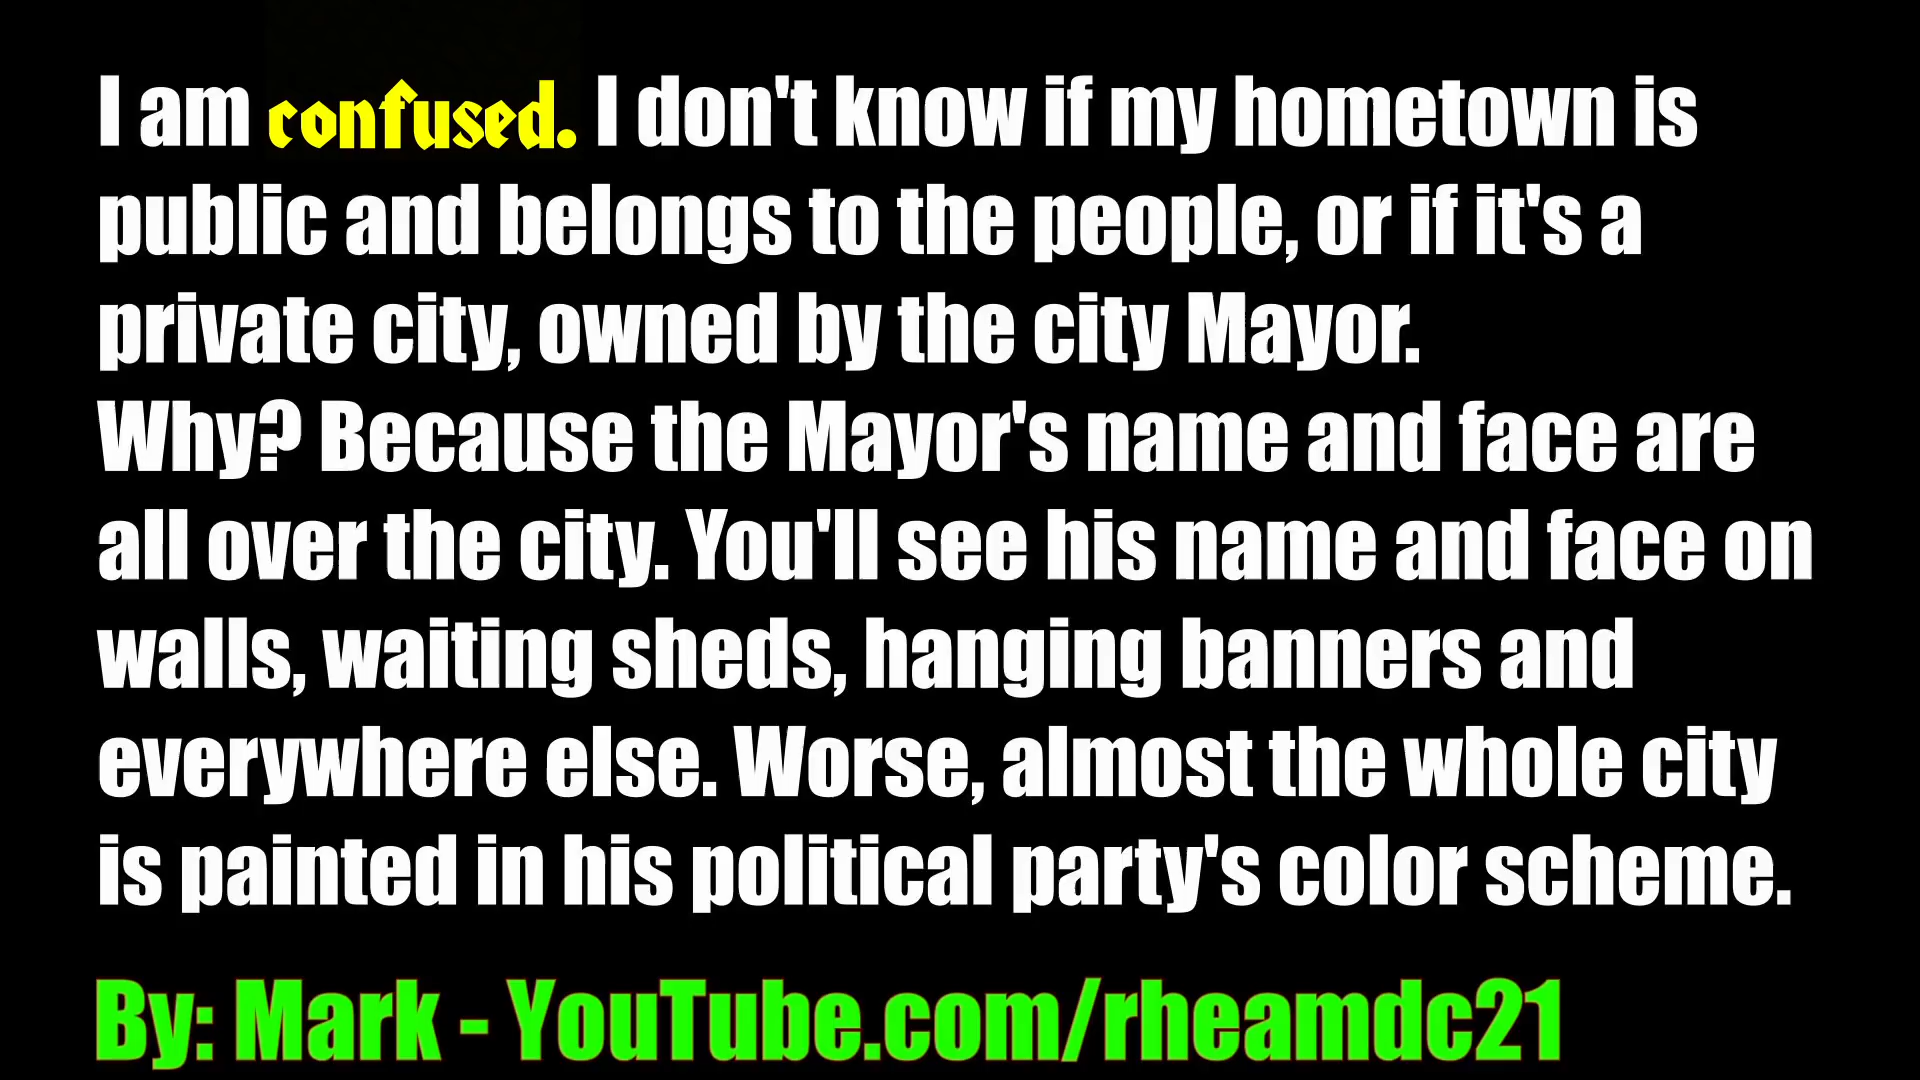 I am confused. I don't know if my hometown is
public and belongs to the people, or if it's a
private city, owned by the city Mayor.
Why? Because the Mayor's name and face are
all over the city. You'll see his name and face on
walls, waiting sheds, hanging banners and
everywhere else. Worse, almost the whole city
is painted in his political party's color scheme.
By: Mark - YouTube.com/rheamdc21